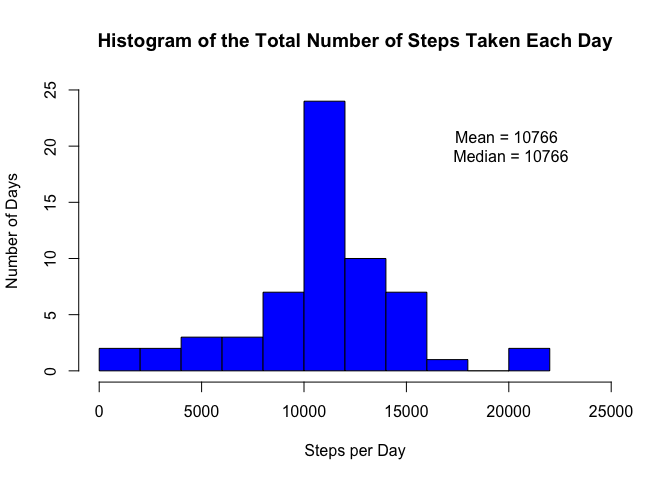 Histogram of the Total Number of Steps Taken Each Day
Number of Days
25
20
15
10
5
0
Mean = 10766
Median = 10766
0 5000 10000 15000 20000 25000
Steps per Day